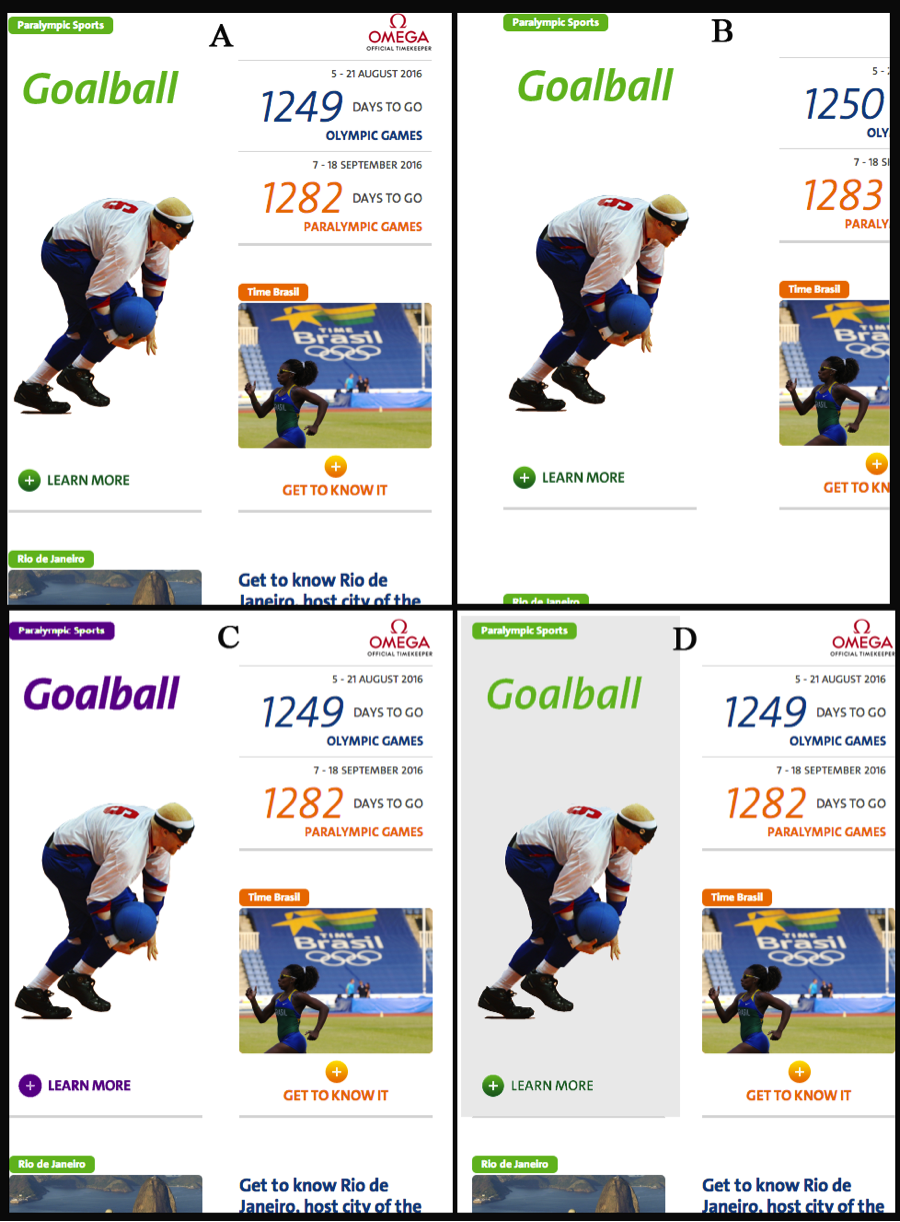 Paralympic Sports
A
Ω
OMEGA
OFFICIAL TIMEKEEPER
Goalball
5 - 21 AUGUST 2016
1249 DAYS TO GO
OLYMPIC GAMES
7 - 18 SEPTEMBER 2016
1282 DAYS TO GO
PARALYMPIC GAMES
Time Brasil
TIME
Brasil
LEARN MORE
GET TO KNOW IT
Rio de Janeiro
Get to know Rio de
Janeiro, host city of the
Paralympic Sports
B
Goalball
5 - 2
1250
OLY
7 - 18 S
1283
PARALY
Time Brasil
TIME
Brasil
LEARN MORE
GET TO KN
Rio de Janeiro
Paralympic Sports
C
Ω
OMEGA
OFFICIAL TIMEKEEPER
Goalball
5 - 21 AUGUST 2016
1249 DAYS TO GO
OLYMPIC GAMES
7 - 18 SEPTEMBER 2016
1282 DAYS TO GO
PARALYMPIC GAMES
Time Brasil
TIME
Brasil
LEARN MORE
GET TO KNOW IT
Rio de Janeiro
Get to know Rio de
Janeiro, host city of the
Paralympic Sports
D
Ω
OMEGA
OFFICIAL TIMEKEEPER
Goalball
5 - 21 AUGUST 2016
1249 DAYS TO GO
OLYMPIC GAMES
7 - 18 SEPTEMBER 2016
1282 DAYS TO GO
PARALYMPIC GAMES
Time Brasil
TIME
Brasil
LEARN MORE
GET TO KNOW IT
Rio de Janeiro
Get to know Rio de
Janeiro, host city of the